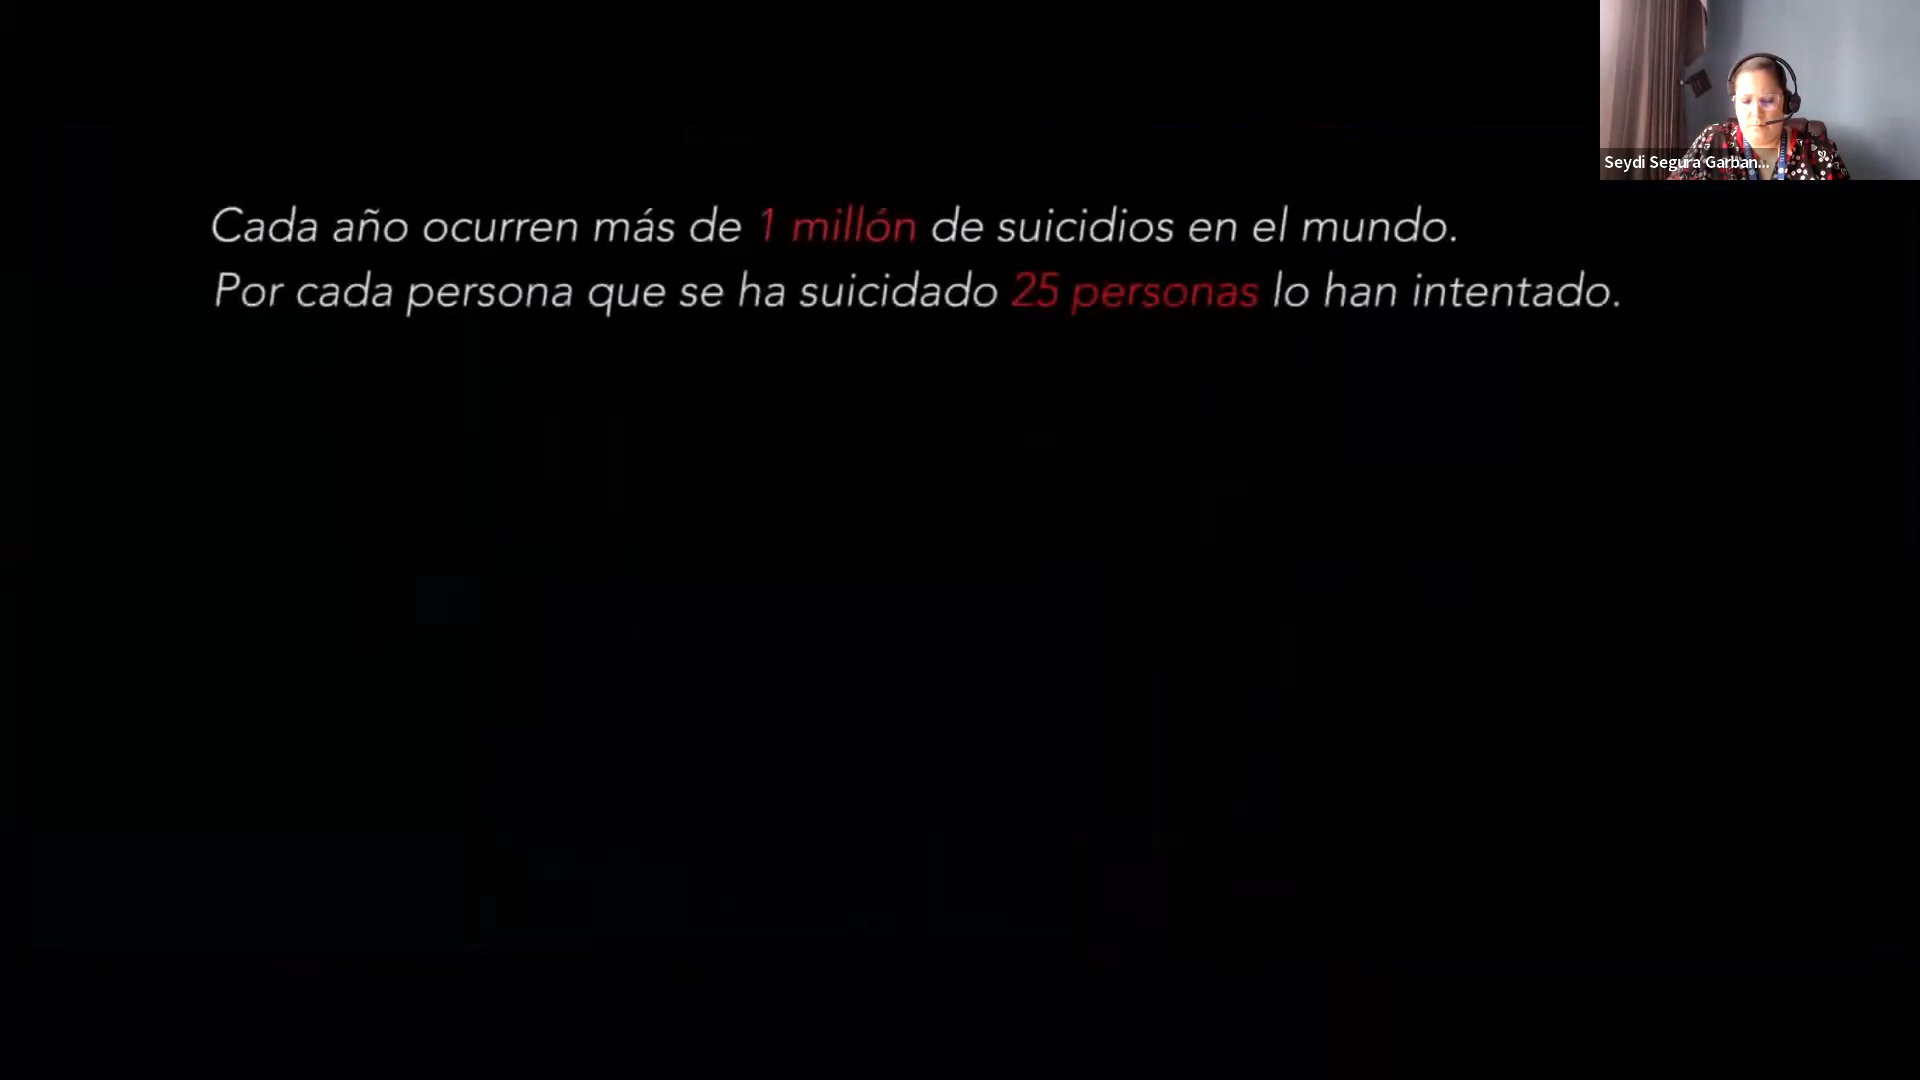 Cada año ocurren más de 1 millón de suicidios en el mundo.
Por cada persona que se ha suicidado 25 personas lo han intentado.
Seydi Segura Garban...